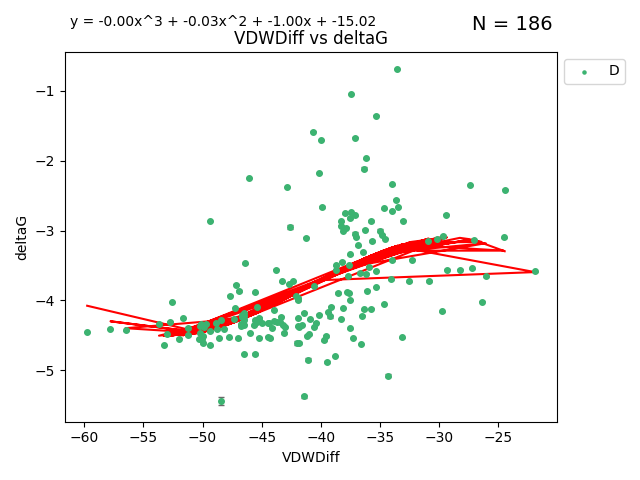 y = -0.00x^3 + -0.03x^2 + -1.00x + -15.02
N = 186
VDWDiff vs deltaG
D
−1
−2
−3
−4
−5
deltaG
−60 −55 −50 −45 −40 −35 −30 −25
VDWDiff